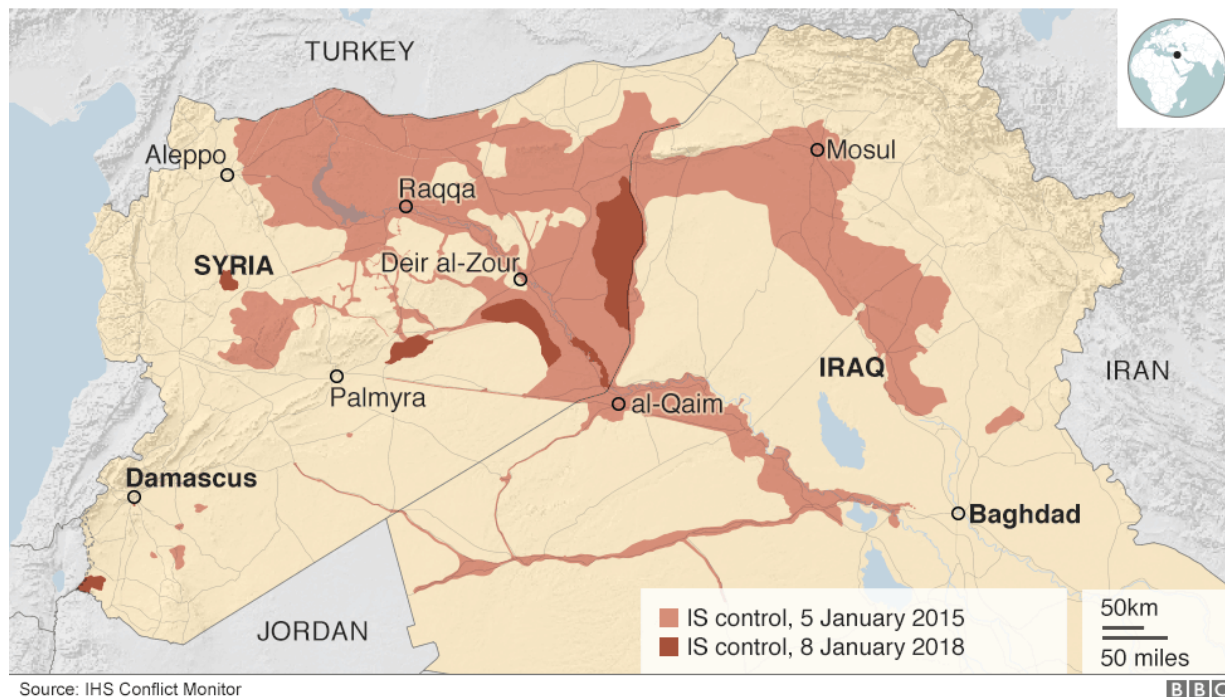 TURKEY
Aleppo
Mosul
Raqqa
SYRIA
Deir al-Zour
IRAQ
IRAN
Palmyra
al-Qaim
Damascus
Baghdad
JORDAN
IS control, 5 January 2015
IS control, 8 January 2018
50km
50 miles
Source: IHS Conflict Monitor
BBC